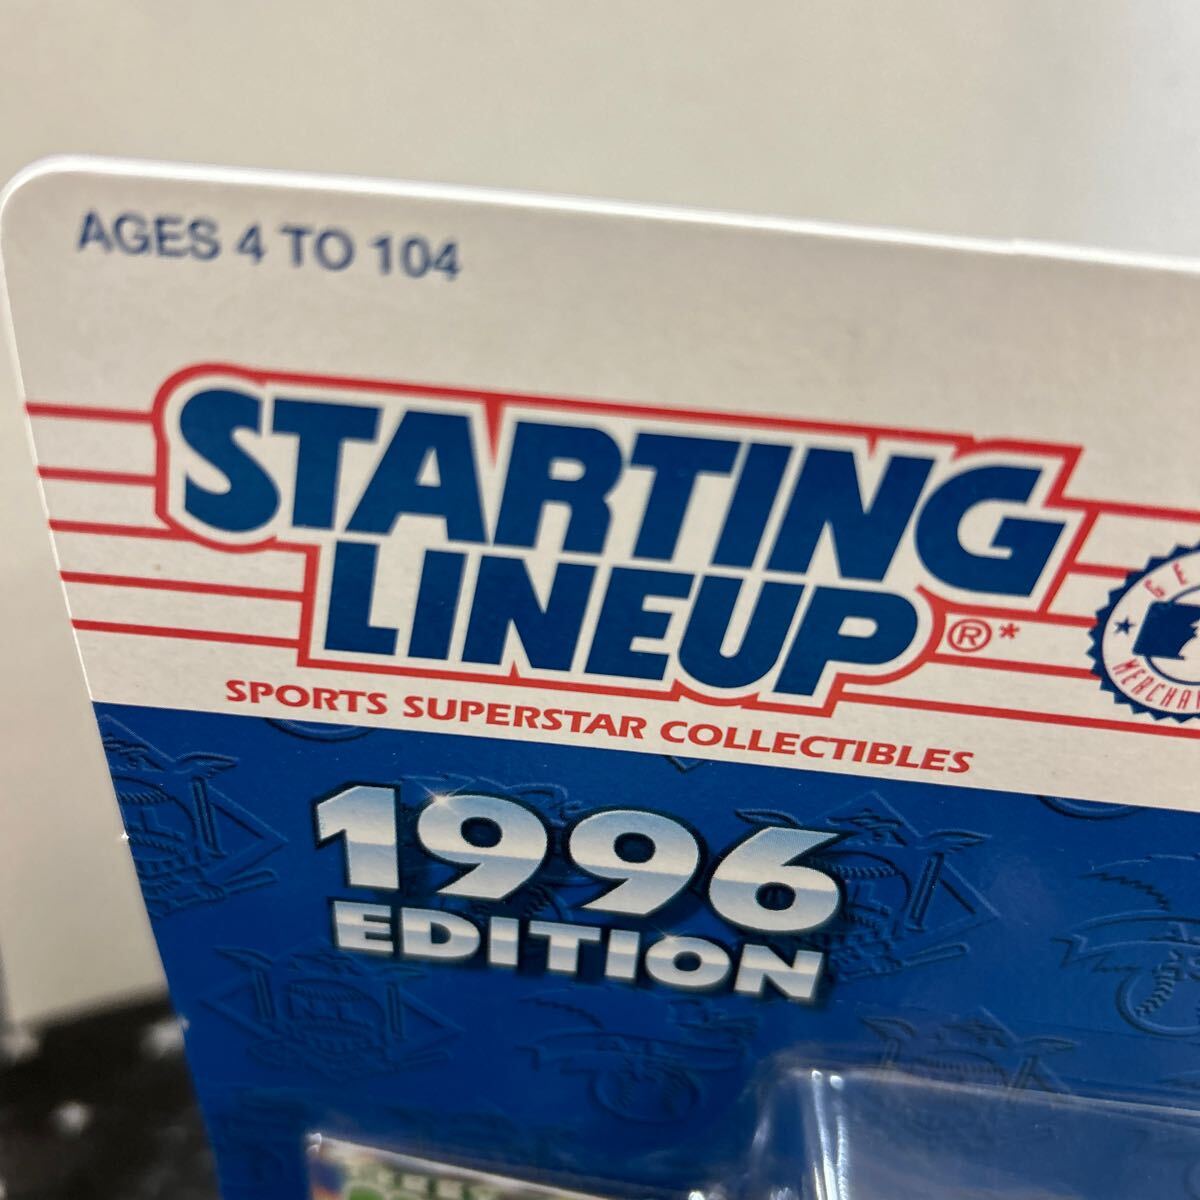 AGES 4 TO 104
STARTING
LINEUP®*
SPORTS SUPERSTAR COLLECTIBLES
1996
EDITION